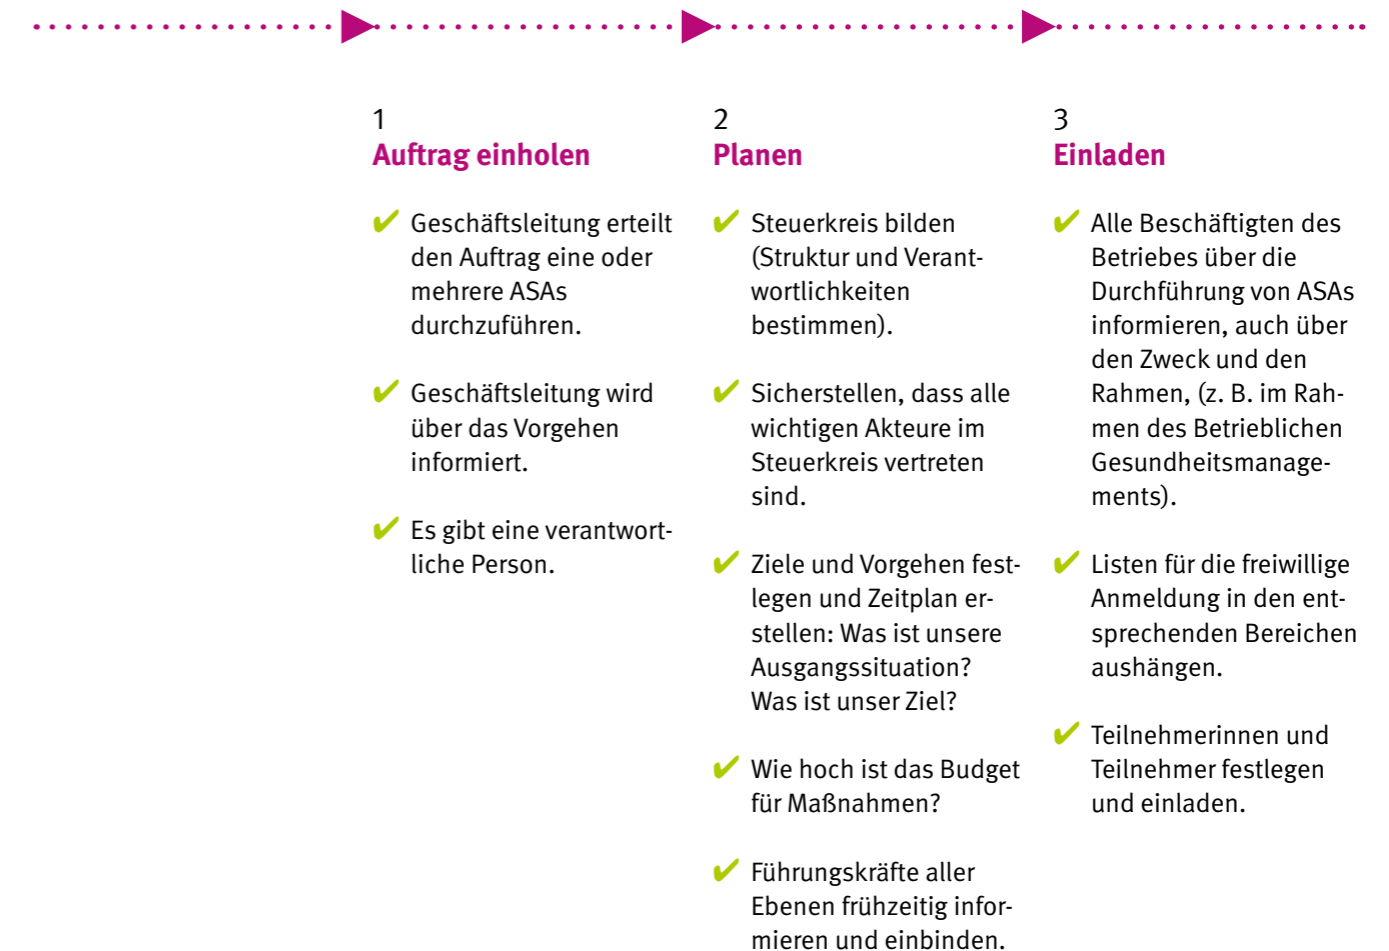 1
Auftrag einholen
✔ Geschäftsleitung erteilt
den Auftrag eine oder
mehrere ASAs
durchzuführen.
✔ Geschäftsleitung wird
über das Vorgehen
informiert.
✔ Es gibt eine verantwort-
liche Person.
2
Planen
✔ Steuerkreis bilden
(Struktur und Verant-
wortlichkeiten
bestimmen).
✔ Sicherstellen, dass alle
wichtigen Akteure im
Steuerkreis vertreten
sind.
✔ Ziele und Vorgehen fest-
legen und Zeitplan er-
stellen: Was ist unsere
Ausgangssituation?
Was ist unser Ziel?
✔ Wie hoch ist das Budget
für Maßnahmen?
✔ Führungskräfte aller
Ebenen frühzeitig infor-
mieren und einbinden.
3
Einladen
✔ Alle Beschäftigten des
Betriebes über die
Durchführung von ASAs
informieren, auch über
den Zweck und den
Rahmen, (z. B. im Rah-
men des Betrieblichen
Gesundheitsmanage-
ments).
✔ Listen für die freiwillige
Anmeldung in den ent-
sprechenden Bereichen
aushängen.
✔ Teilnehmerinnen und
Teilnehmer festlegen
und einladen.